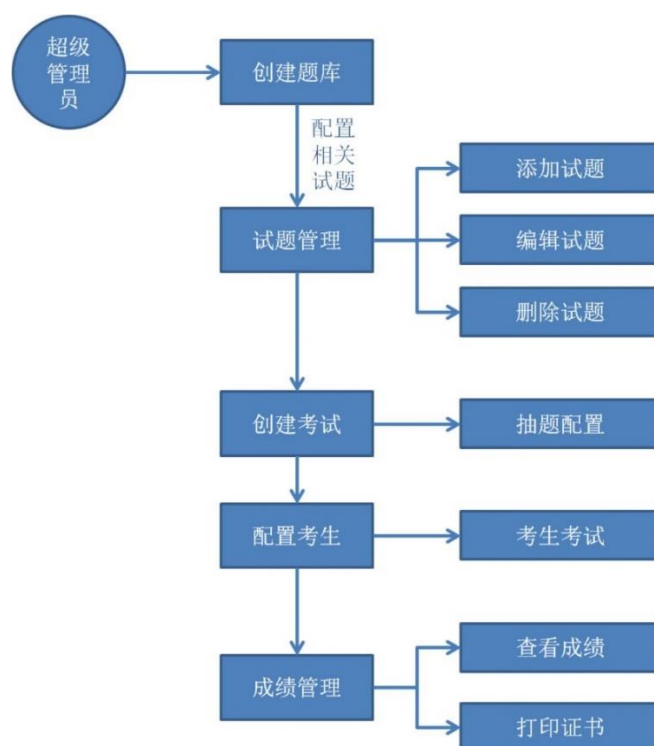 超级
管理
员
创建题库
配置
相关
试题
添加试题
试题管理
编辑试题
删除试题
创建考试
抽题配置
配置考生
考生考试
查看成绩
成绩管理
打印证书